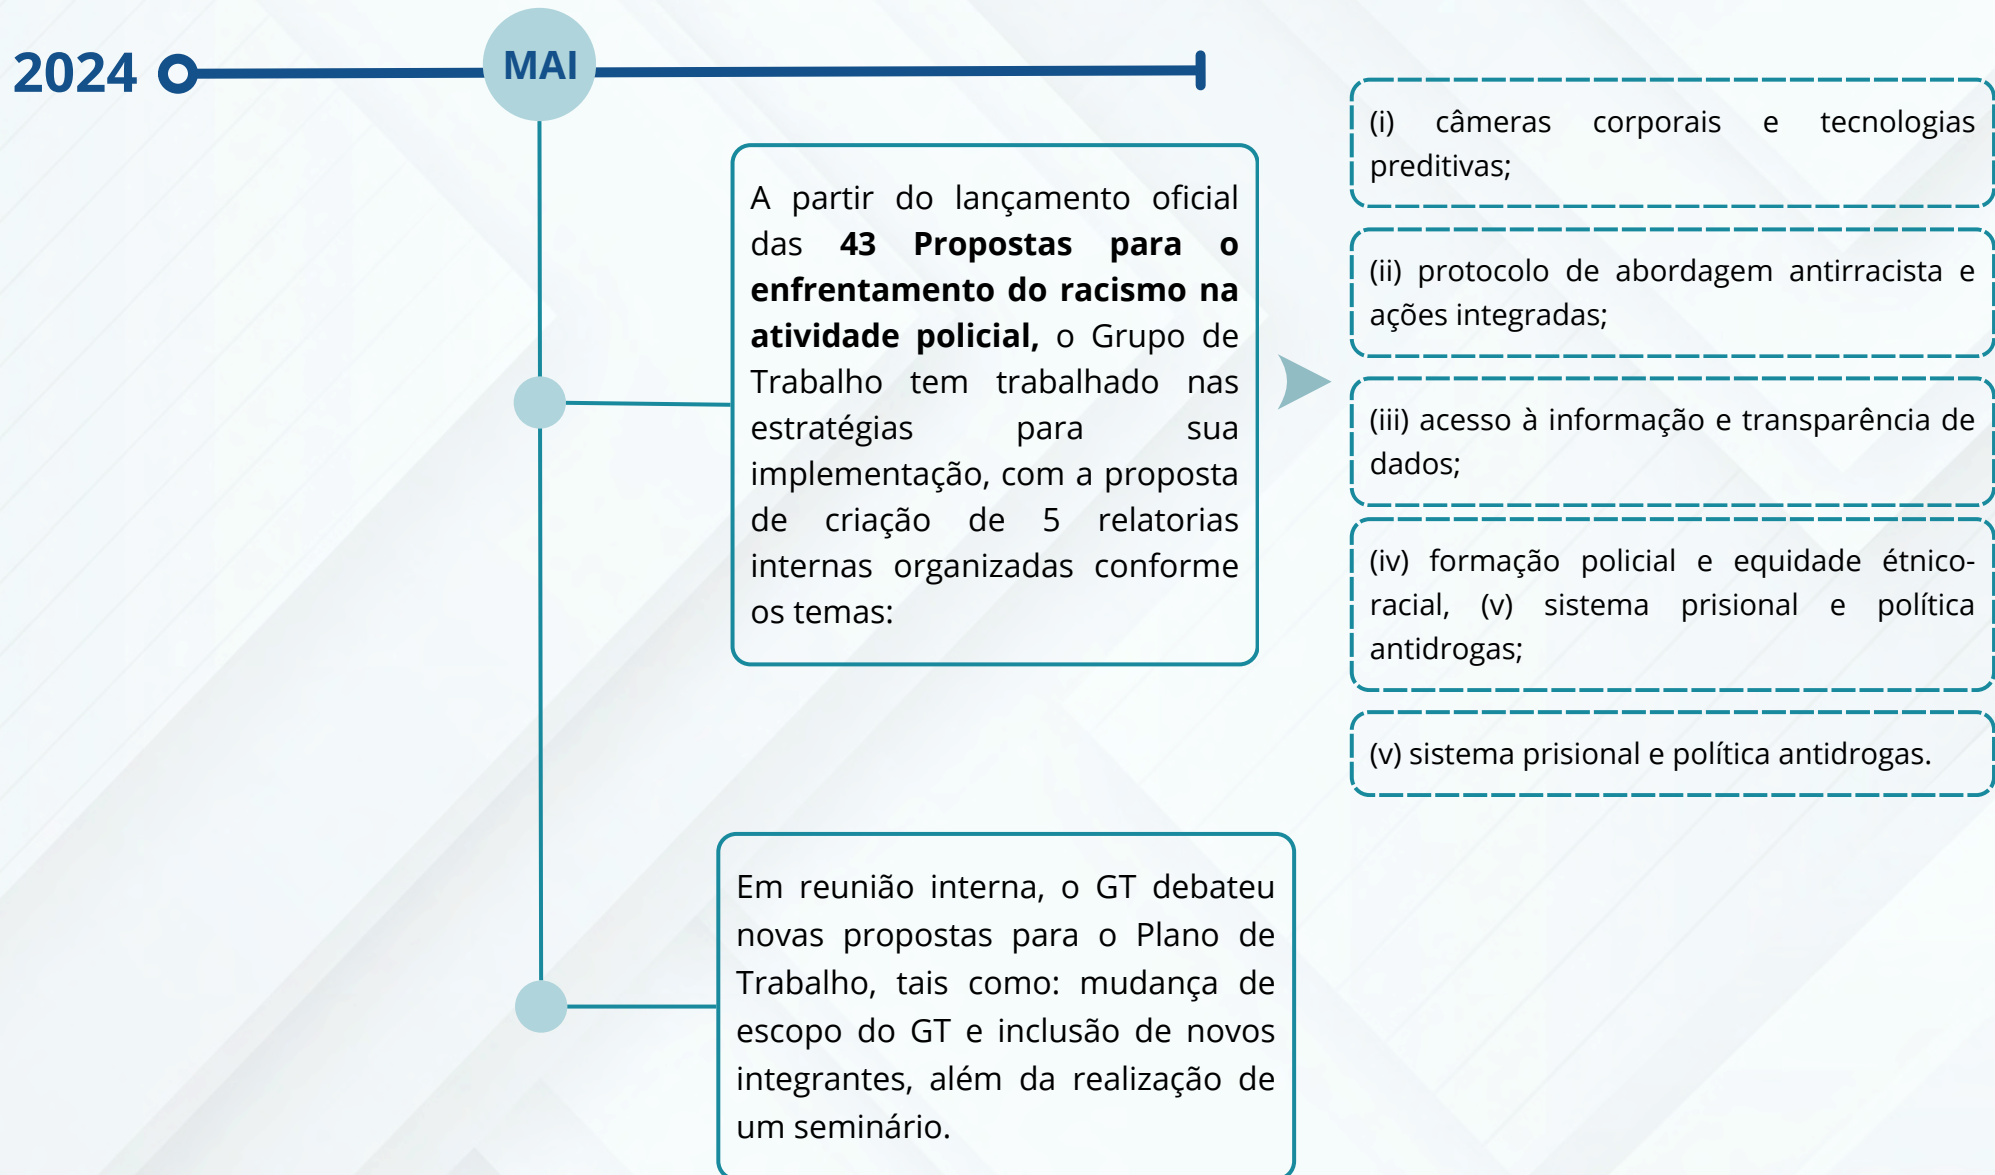 2024
MAI
A partir do lançamento oficial
das 43 Propostas para o
enfrentamento do racismo na
atividade policial, o Grupo de
Trabalho tem trabalhado nas
estratégias para sua
implementação, com a proposta
de criação de 5 relatorias
internas organizadas conforme
os temas:
(i) câmeras corporais e tecnologias
preditivas;
(ii) protocolo de abordagem antirracista e
ações integradas;
(iii) acesso à informação e transparência de
dados;
(iv) formação policial e equidade étnico-
racial, (v) sistema prisional e política
antidrogas;
(v) sistema prisional e política antidrogas.
Em reunião interna, o GT debateu
novas propostas para o Plano de
Trabalho, tais como: mudança de
escopo do GT e inclusão de novos
integrantes, além da realização de
um seminário.